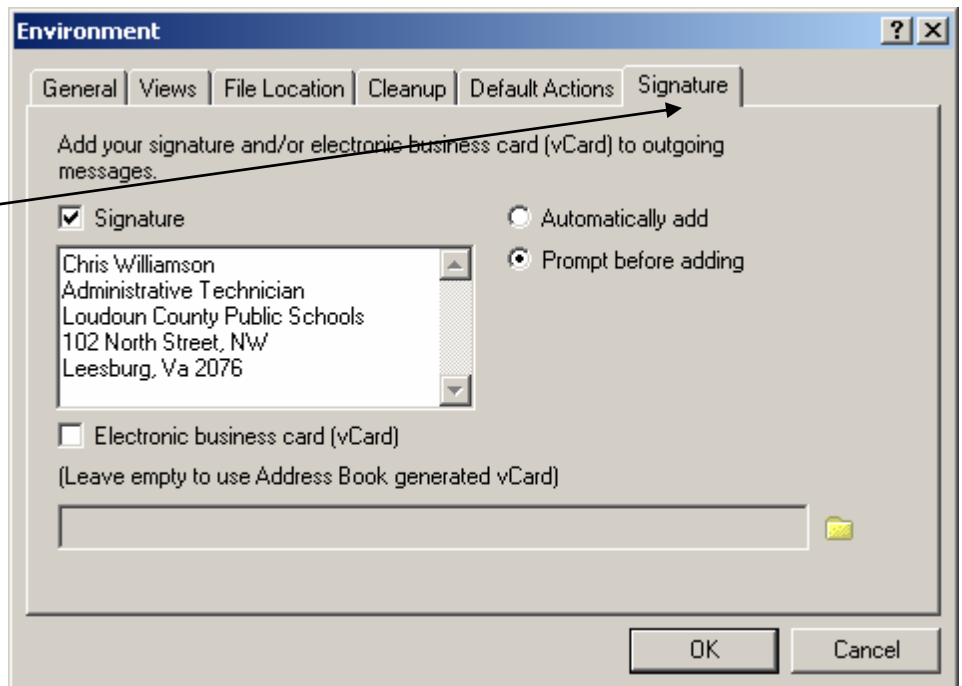 Environment
General Views File Location Cleanup Default Actions Signature
Add your signature and/or electronic business card (vCard) to outgoing
messages.
Signature
Automatically add
Prompt before adding
Chris Williamson
Administrative Technician
Loudoun County Public Schools
102 North Street, NW
Leesburg, Va 2076
Electronic business card (vCard)
(Leave empty to use Address Book generated vCard)
OK Cancel